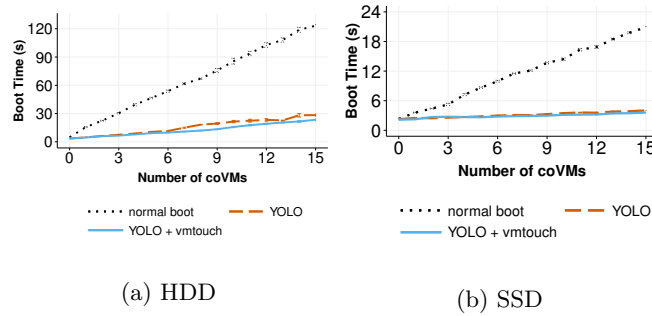 Boot Time (s)
120
90
60
30
0
0 3 6 9 12 15
Number of coVMs
normal boot YOLO
YOLO + vmtouch
(a) HDD
Boot Time (s)
24
18
12
6
0
0 3 6 9 12 15
Number of coVMs
normal boot YOLO
YOLO + vmtouch
(b) SSD